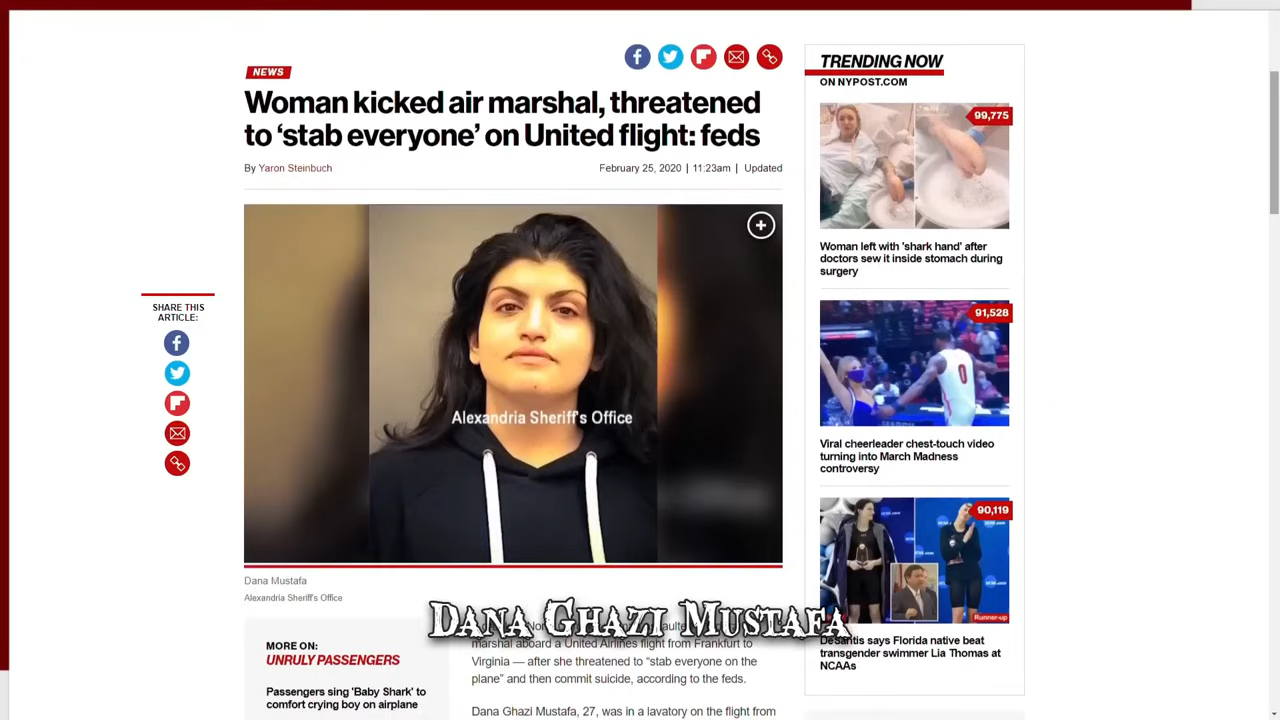 NEWS
Woman kicked air marshal, threatened
to ‘stab everyone’ on United flight: feds
By Yaron Steinbuch
February 25, 2020 | 11:23am | Updated
SHARE THIS
ARTICLE:
Alexandria Sheriff's Office
Dana Mustafa
Alexandria Sheriff's Office
Dana Ghazi Mustafa
MORE ON:
UNRULY PASSENGERS
Passengers sing 'Baby Shark' to
comfort crying boy on airplane
marshal aboard a United Airlines flight from Frankfurt to
Virginia — after she threatened to “stab everyone on the
plane” and then commit suicide, according to the feds.
Dana Ghazi Mustafa, 27, was in a lavatory on the flight from
TRENDING NOW
ON NYPOST.COM
99,775
Woman left with 'shark hand' after
doctors sew it inside stomach during
surgery
91,528
0
Viral cheerleader chest-touch video
turning into March Madness
controversy
90,119
Runner-up
DeSantis says Florida native beat
transgender swimmer Lia Thomas at
NCAAs